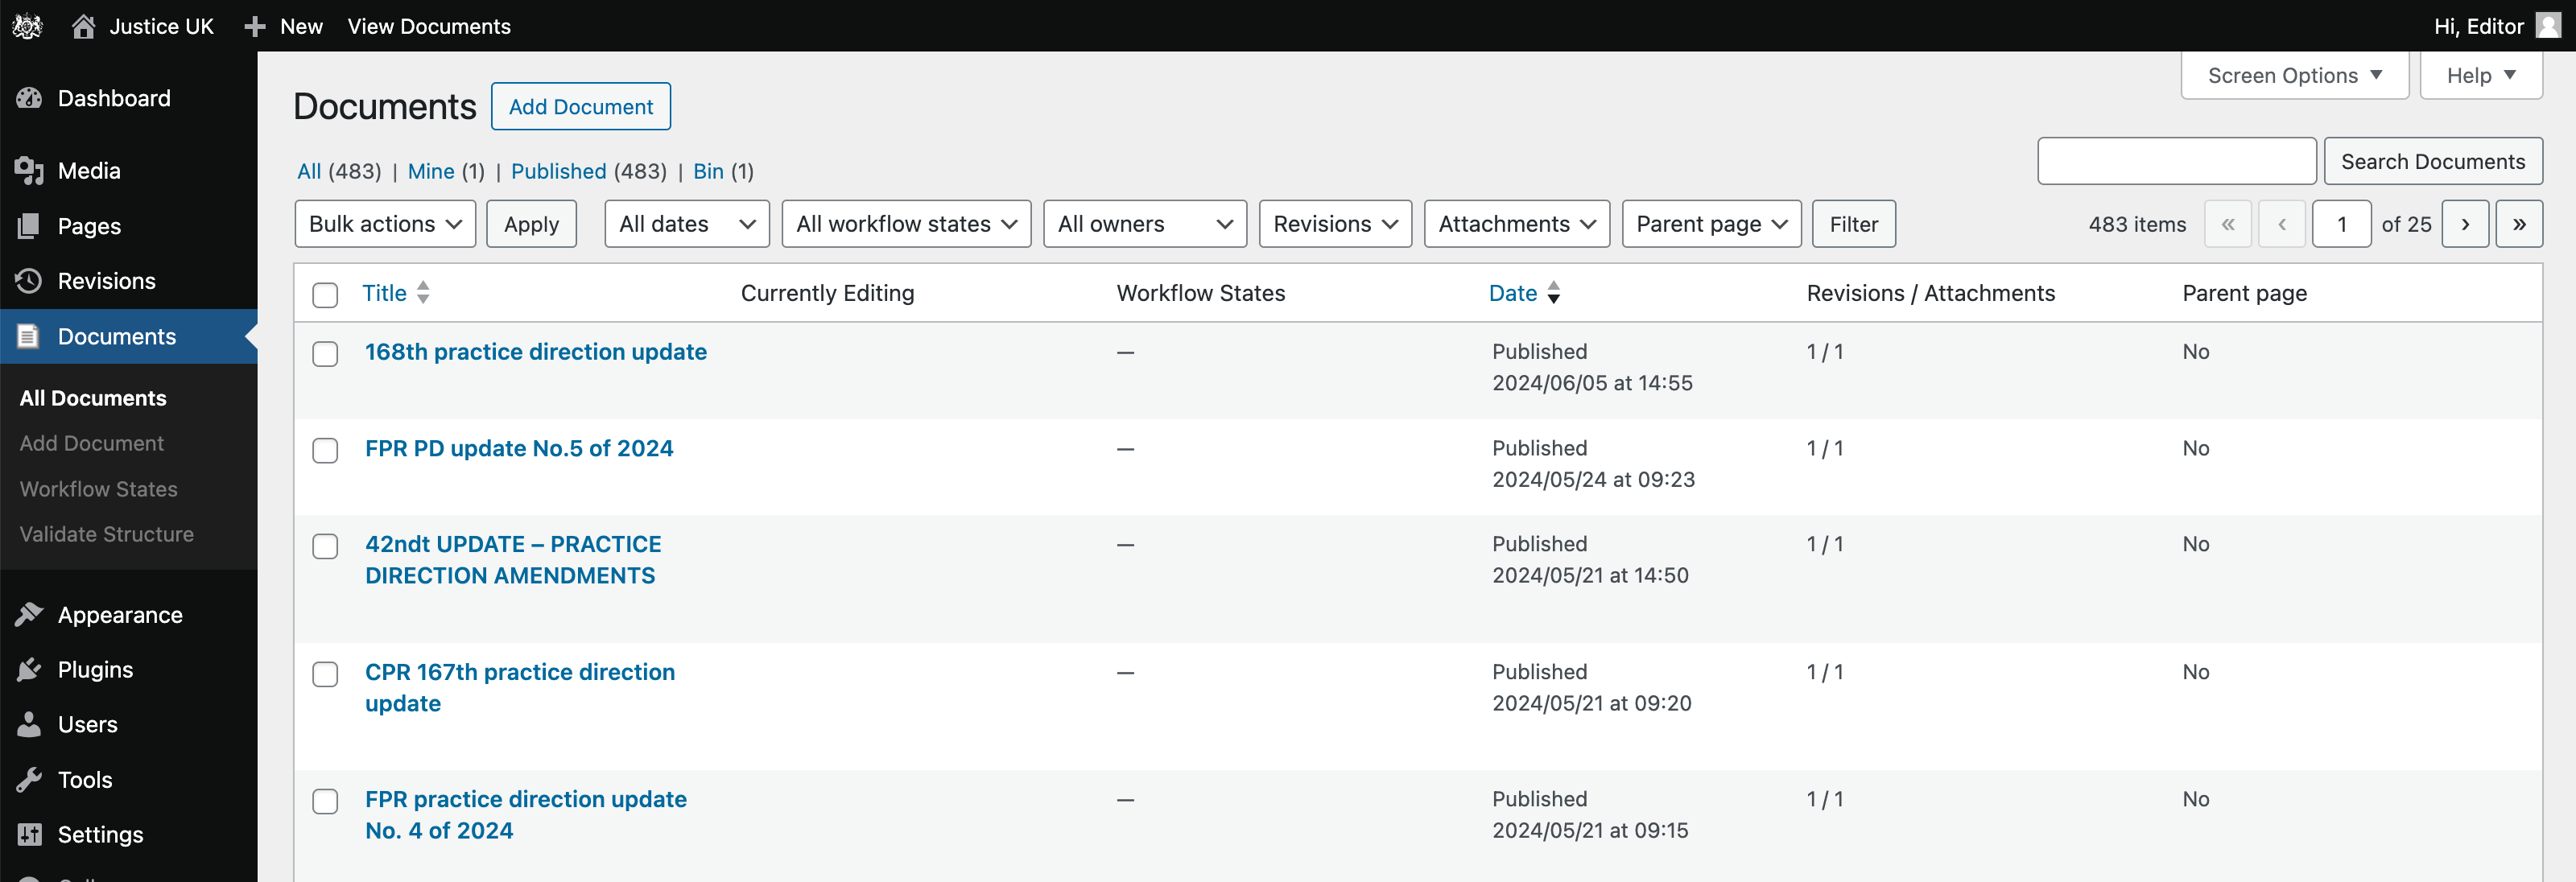 Justice UK
New
View Documents
Hi, Editor
Dashboard
Media
Pages
Revisions
Documents
All Documents
Add Document
Workflow States
Validate Structure
Appearance
Plugins
Users
Tools
Settings
Screen Options
Help
Documents
Add Document
All (483) | Mine (1) | Published (483) | Bin (1)
Search Documents
Bulk actions
Apply
All dates
All workflow states
All owners
Revisions
Attachments
Parent page
Filter
483 items « ‹ 1 of 25 › »
Title Currently Editing Workflow States Date Revisions / Attachments Parent page
168th practice direction update — Published 1 / 1 No
2024/06/05 at 14:55
FPR PD update No.5 of 2024 — Published 1 / 1 No
2024/05/24 at 09:23
42ndt UPDATE – PRACTICE — Published 1 / 1 No
DIRECTION AMENDMENTS 2024/05/21 at 14:50
CPR 167th practice direction — Published 1 / 1 No
update 2024/05/21 at 09:20
FPR practice direction update — Published 1 / 1 No
No. 4 of 2024 2024/05/21 at 09:15